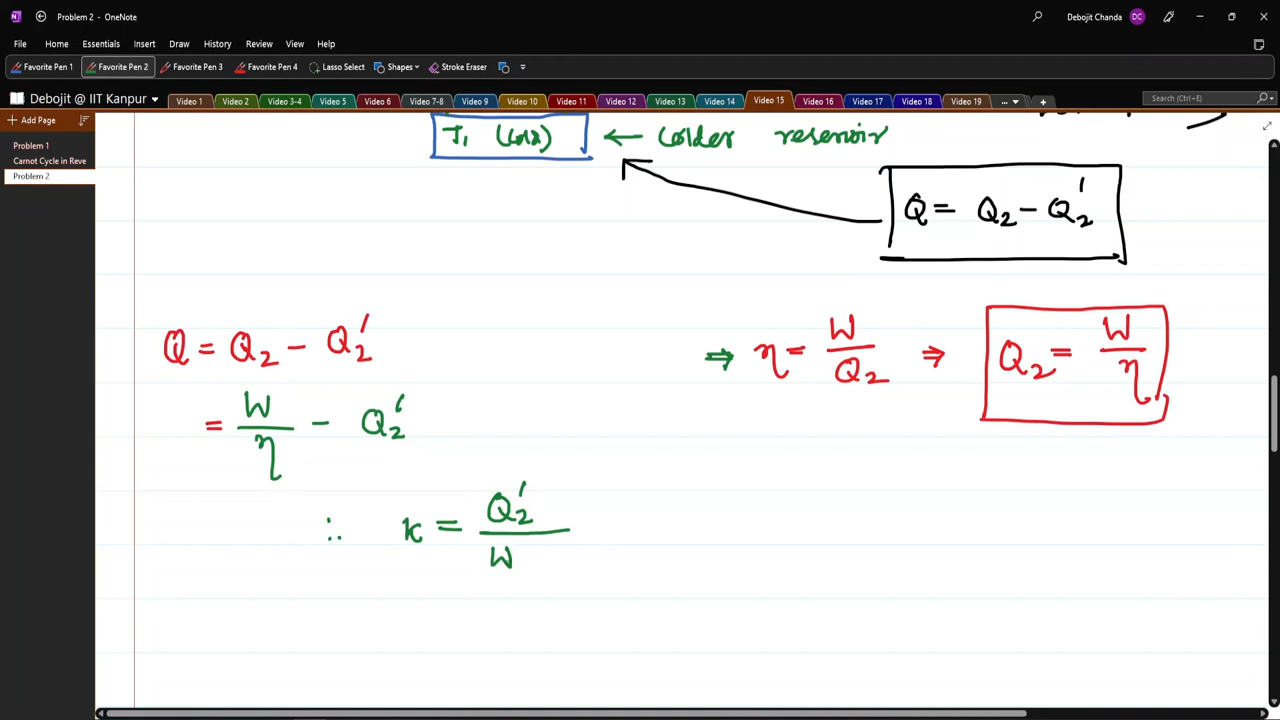 Problem 2 - OneNote
Debojit Chanda DC
File Home Essentials Insert Draw History Review View Help
Favorite Pen 1 Favorite Pen 2 Favorite Pen 3 Favorite Pen 4 Lasso Select Shapes Stroke Eraser
Debojit @ IIT Kanpur Video 1 Video 2 Video 3-4 Video 5 Video 6 Video 7-8 Video 9 Video 10 Video 11 Video 12 Video 13 Video 14 Video 15 Video 16 Video 17 Video 18 Video 19 ... + Search (Ctrl+E)
+ Add Page
Problem 1
Carnot Cycle in Reve
Problem 2
T₁ (cold) ← colder reservoir
Q = Q₂ - Q₂'
Q = Q₂ - Q₂'
= W/η - Q₂'
∴ κ = Q₂'/W
⇒ η = W/Q₂ ⇒ Q₂ = W/η